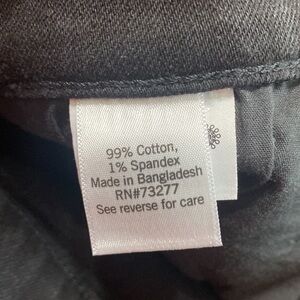 99% Cotton,
1% Spandex
Made in Bangladesh
RN#73277
See reverse for care